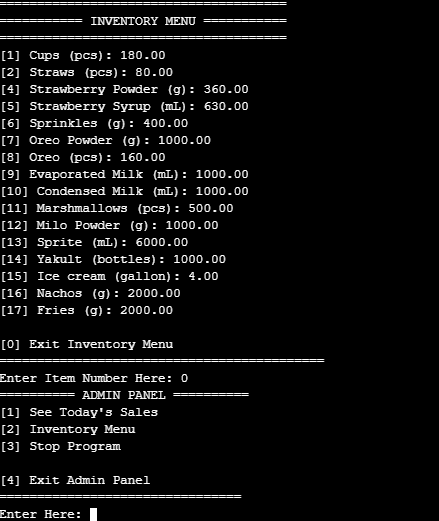 ======================================
=========== INVENTORY MENU ===========
======================================
[1] Cups (pcs): 180.00
[2] Straws (pcs): 80.00
[4] Strawberry Powder (g): 360.00
[5] Strawberry Syrup (mL): 630.00
[6] Sprinkles (g): 400.00
[7] Oreo Powder (g): 1000.00
[8] Oreo (pcs): 160.00
[9] Evaporated Milk (mL): 1000.00
[10] Condensed Milk (mL): 1000.00
[11] Marshmallows (pcs): 500.00
[12] Milo Powder (g): 1000.00
[13] Sprite (mL): 6000.00
[14] Yakult (bottles): 1000.00
[15] Ice cream (gallon): 4.00
[16] Nachos (g): 2000.00
[17] Fries (g): 2000.00
[0] Exit Inventory Menu
===========================================
Enter Item Number Here: 0
========== ADMIN PANEL ==========
[1] See Today's Sales
[2] Inventory Menu
[3] Stop Program
[4] Exit Admin Panel
================================
Enter Here: